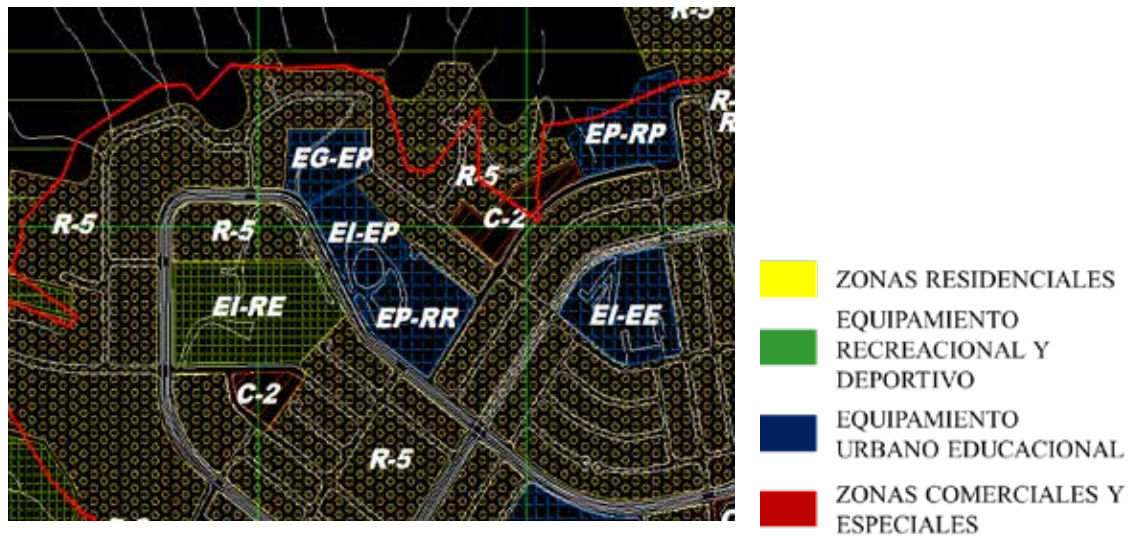 R-5
R-
R
EP-RP
EG-EP
R-5
R-5
R-5
C-2
EI-EP
EI-RE
EP-RR
EI-EE
C-2
R-5
ZONAS RESIDENCIALES
EQUIPAMIENTO
RECREACIONAL Y
DEPORTIVO
EQUIPAMIENTO
URBANO EDUCACIONAL
ZONAS COMERCIALES Y
ESPECIALES